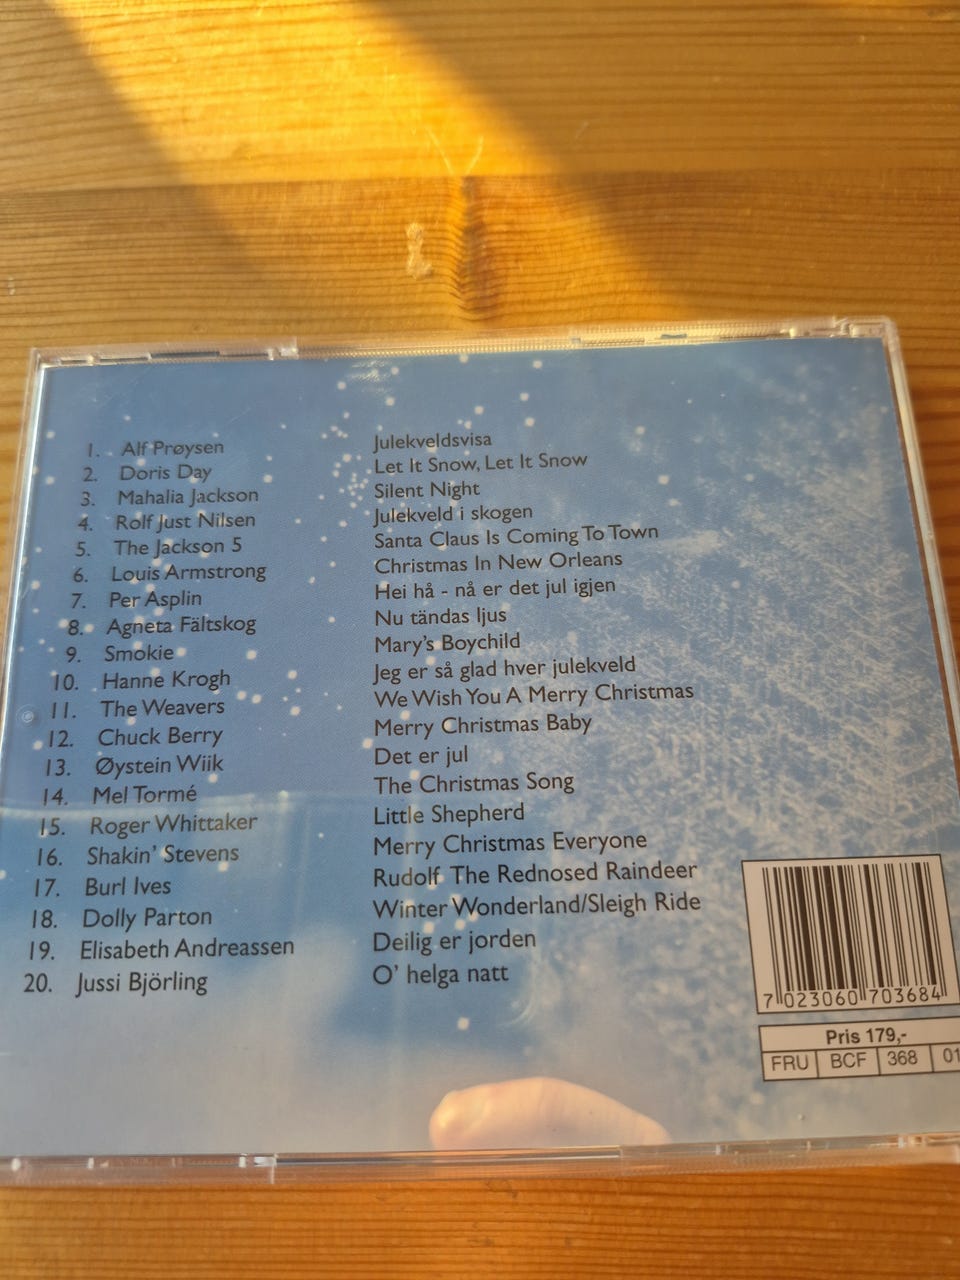 1. Alf Prøysen Julekveldsvisa
2. Doris Day Let It Snow, Let It Snow
3. Mahalia Jackson Silent Night
4. Rolf Just Nilsen Julekveld i skogen
5. The Jackson 5 Santa Claus Is Coming To Town
6. Louis Armstrong Christmas In New Orleans
7. Per Asplin Hei hå - nå er det jul igjen
8. Agneta Fältskog Nu tändas ljus
9. Smokie Mary's Boychild
10. Hanne Krogh Jeg er så glad hver julekveld
11. The Weavers We Wish You A Merry Christmas
12. Chuck Berry Merry Christmas Baby
13. Øystein Wiik Det er jul
14. Mel Tormé The Christmas Song
15. Roger Whittaker Little Shepherd
16. Shakin' Stevens Merry Christmas Everyone
17. Burl Ives Rudolf The Rednosed Raindeer
18. Dolly Parton Winter Wonderland/Sleigh Ride
19. Elisabeth Andreassen Deilig er jorden
20. Jussi Björling O' helga natt
7 023060 703684
Pris 179,-
FRU BCF 368 01